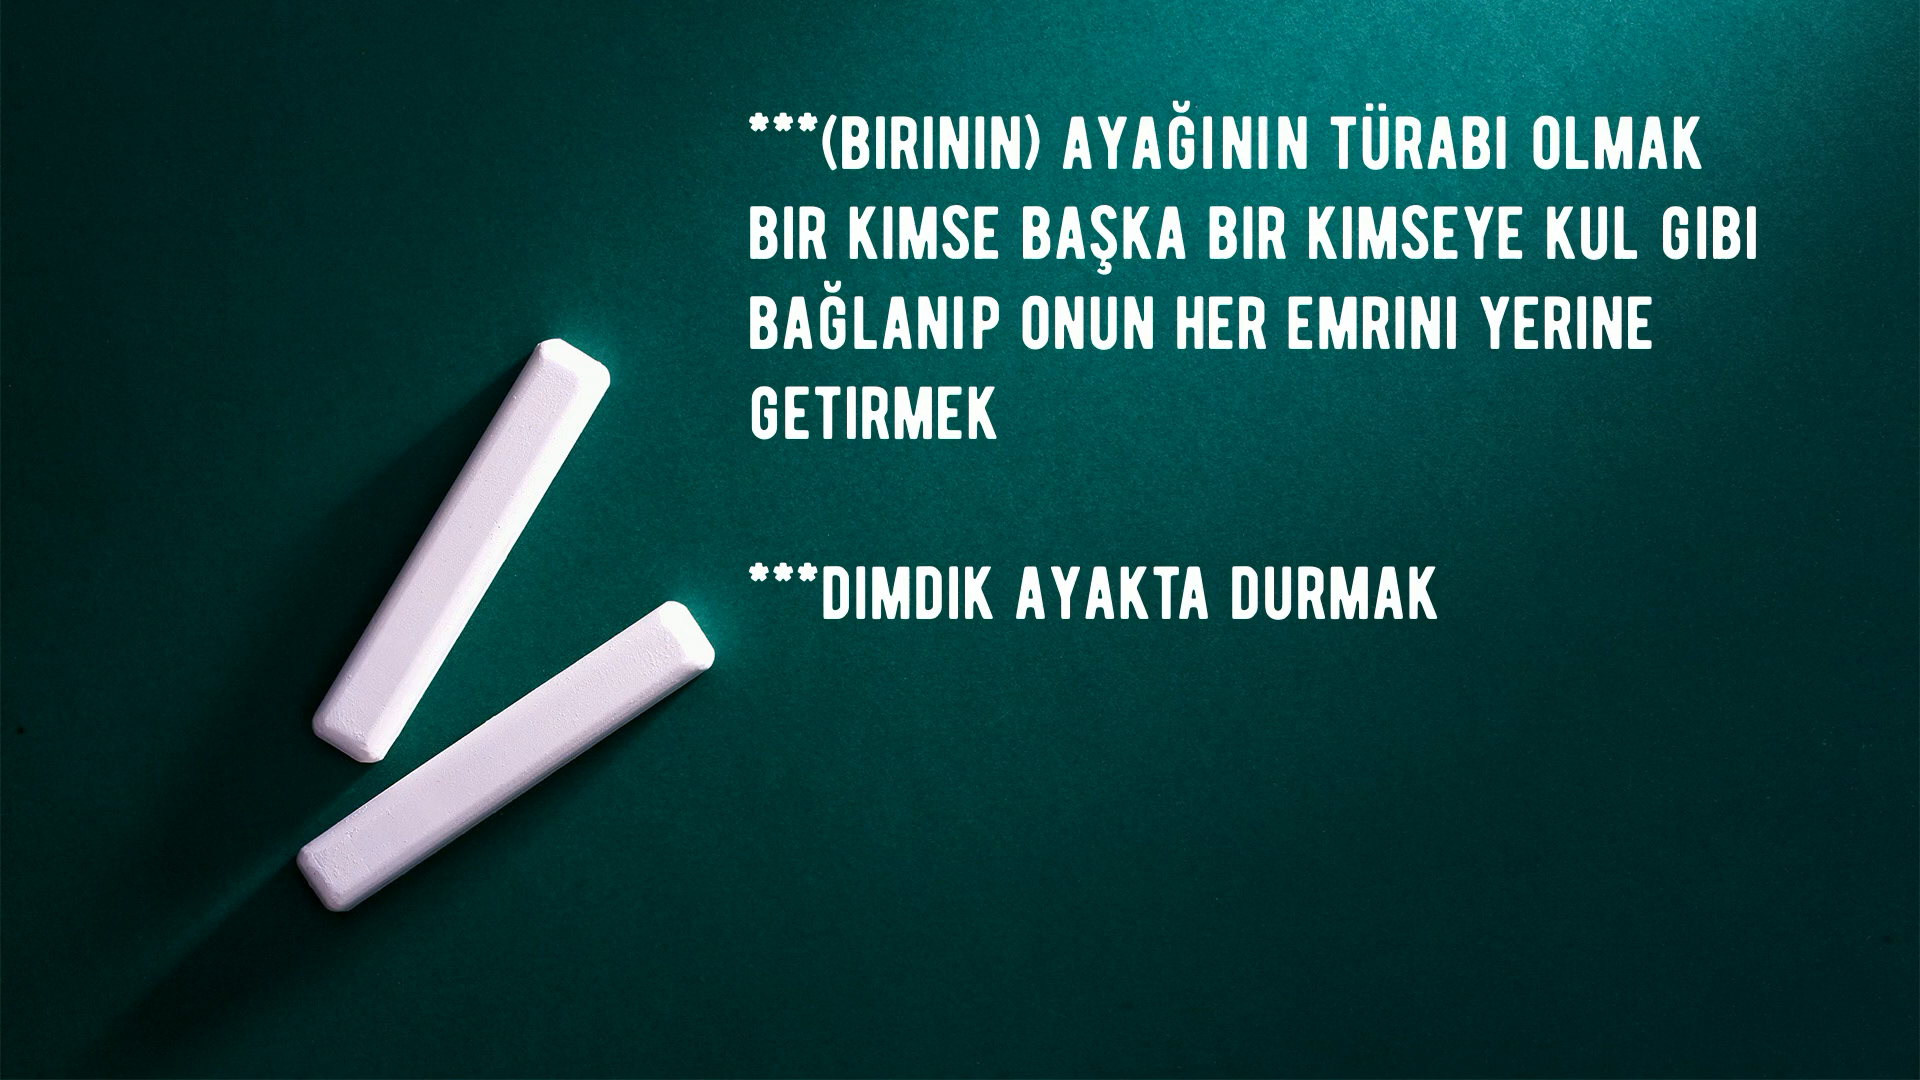 ***(BIRININ) AYAĞININ TÜRABI OLMAK
BIR KIMSE BAŞKA BIR KIMSEYE KUL GIBI
BAĞLANIP ONUN HER EMRINI YERINE
GETIRMEK
***DIMDIK AYAKTA DURMAK